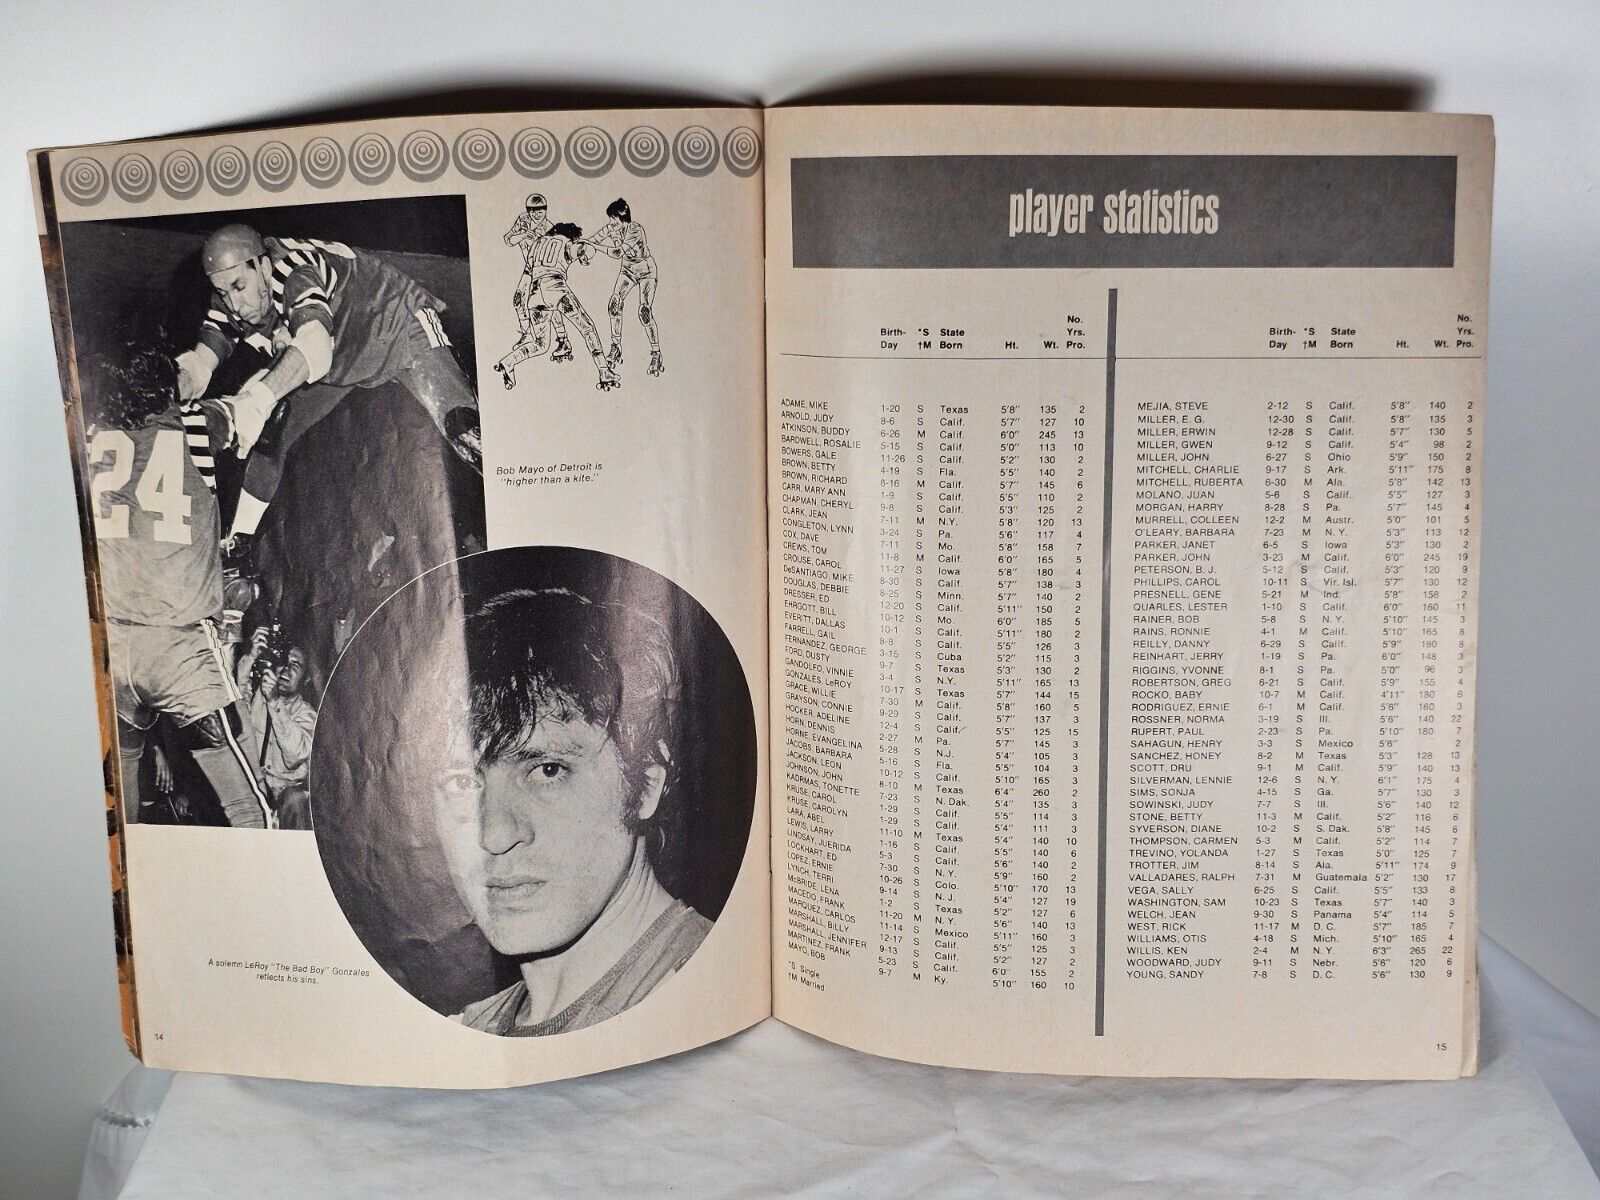 24
10
Bob Mayo of Detroit is
"higher than a kite."
A solemn LeRoy "The Bad Boy" Gonzales
reflects his sins.
14
player statistics
No.
Birth- *S State Yrs.
Day †M Born Ht. Wt. Pro.
ADAME, MIKE 1-20 S Texas 5'8" 135 2
ARNOLD, JUDY 8-6 S Calif. 5'7" 127 10
ATKINSON, BUDDY 6-26 M Calif. 6'0" 245 13
BARDWELL, ROSALIE 5-15 S Calif. 5'0" 113 10
BOWERS, GALE 11-26 S Calif. 5'2" 130 2
BROWN, BETTY 4-19 S Fla. 5'5" 140 2
BROWN, RICHARD 8-16 M Calif. 5'7" 145 6
CARR, MARY ANN 1-9 S Calif. 5'5" 110 2
CHAPMAN, CHERYL 9-8 S Calif. 5'3" 125 2
CLARK, JEAN 7-11 M N.Y. 5'8" 120 13
CONGLETON, LYNN 3-24 S Pa. 5'6" 117 4
COX, DAVE 7-11 S Mo. 5'8" 158 7
CREWS, TOM 11-8 M Calif. 6'0" 165 5
CROUSE, CAROL 11-27 S Iowa 5'8" 180 4
DeSANTIAGO, MIKE 8-30 S Calif. 5'7" 138 3
DOUGLAS, DEBBIE 8-25 S Minn. 5'7" 140 2
DRESSER, ED 12-20 S Calif. 5'11" 150 2
EHRGOTT, BILL 10-12 S Mo. 6'0" 185 5
EVERITT, DALLAS 10-1 S Calif. 5'11" 180 2
FARRELL, GAIL 8-8 S Calif. 5'5" 126 3
FERNANDEZ, GEORGE 3-15 S Cuba 5'2" 115 3
FORD, DUSTY 9-7 S Texas 5'3" 130 2
GANDOLFO, VINNIE 3-4 S N.Y. 5'11" 165 13
GONZALES, LeROY 10-17 S Texas 5'7" 144 15
GRACE, WILLIE 7-30 M Calif. 5'8" 160 5
GRAYSON, CONNIE 9-29 S Calif. 5'7" 137 3
HOCKER, ADELINE 12-4 S Calif. 5'5" 125 15
HORN, DENNIS 2-27 M Pa. 5'7" 145 3
HORNE, EVANGELINA 5-28 S N.J. 5'4" 105 3
JACOBS, BARBARA 5-16 S Fla. 5'5" 104 3
JACKSON, LEON 10-12 S Calif. 5'10" 165 3
JOHNSON, JOHN 8-10 M Texas 6'4" 260 2
KADRMAS, TONETTE 7-23 S N. Dak. 5'4" 135 3
KRUSE, CAROL 1-29 S Calif. 5'5" 114 3
KRUSE, CAROLYN 1-29 S Calif. 5'4" 111 3
LARA, ABEL 11-10 M Texas 5'4" 140 10
LEWIS, LARRY 1-16 S Calif. 5'5" 140 6
LINDSAY, JUERIDA 5-3 S Calif. 5'6" 140 2
LOCKHART, ED 7-30 S N.Y. 5'9" 160 2
LOPEZ, ERNIE 10-26 S Colo. 5'10" 170 13
LYNCH, TERRI 9-14 S N.J. 5'4" 127 19
McBRIDE, LENA 1-2 S Texas 5'2" 127 6
MACEDO, FRANK 11-20 M N.Y. 5'6" 140 13
MARQUEZ, CARLOS 11-14 S Mexico 5'11" 160 3
MARSHALL, BILLY 12-17 S Calif. 5'5" 125 3
MARSHALL, JENNIFER 9-13 S Calif. 5'2" 127 2
MARTINEZ, FRANK 5-23 S Calif. 6'0" 155 2
MAYO, BOB 9-7 M Ky. 5'10" 160 10
*S Single
†M Married
No.
Birth- *S State Yrs.
Day †M Born Ht. Wt. Pro.
MEJIA, STEVE 2-12 S Calif. 5'8" 140 2
MILLER, E. G. 12-30 S Calif. 5'8" 135 3
MILLER, ERWIN 12-28 S Calif. 5'7" 130 5
MILLER, GWEN 9-12 S Calif. 5'4" 98 2
MILLER, JOHN 6-27 S Ohio 5'9" 150 2
MITCHELL, CHARLIE 9-17 S Ark. 5'11" 175 8
MITCHELL, RUBERTA 6-30 M Ala. 5'8" 142 13
MOLANO, JUAN 5-6 S Calif. 5'5" 127 3
MORGAN, HARRY 8-28 S Pa. 5'7" 145 4
MURRELL, COLLEEN 12-2 M Austr. 5'0" 101 5
O'LEARY, BARBARA 7-23 M N. Y. 5'3" 113 12
PARKER, JANET 6-5 S Iowa 5'3" 130 2
PARKER, JOHN 3-23 M Calif. 6'0" 245 19
PETERSON, B. J. 5-12 S Calif. 5'3" 120 9
PHILLIPS, CAROL 10-11 S Vir. Isl. 5'7" 130 12
PRESNELL, GENE 5-21 M Ind. 5'8" 158 2
QUARLES, LESTER 1-10 S Calif. 6'0" 160 11
RAINER, BOB 5-8 S N. Y. 5'10" 145 3
RAINS, RONNIE 4-1 M Calif. 5'10" 165 8
REILLY, DANNY 6-29 S Calif. 5'9" 180 8
REINHART, JERRY 1-19 S Pa. 6'0" 148 3
RIGGINS, YVONNE 8-1 S Pa. 5'0" 96 3
ROBERTSON, GREG 6-21 S Calif. 5'9" 155 4
ROCKO, BABY 10-7 M Calif. 4'11" 180 6
RODRIGUEZ, ERNIE 6-1 M Calif. 5'8" 160 3
ROSSNER, NORMA 3-19 S Ill. 5'6" 140 22
RUPERT, PAUL 2-23 S Pa. 5'10" 180 7
SAHAGUN, HENRY 3-3 S Mexico 5'6" 2
SANCHEZ, HONEY 8-2 M Texas 5'3" 128 13
SCOTT, DRU 9-1 M Calif. 5'9" 140 13
SILVERMAN, LENNIE 12-6 S N. Y. 6'1" 175 4
SIMS, SONJA 4-15 S Ga. 5'7" 130 3
SOWINSKI, JUDY 7-7 S Ill. 5'6" 140 12
STONE, BETTY 11-3 M Calif. 5'2" 116 6
SYVERSON, DIANE 10-2 S S. Dak. 5'8" 145 6
THOMPSON, CARMEN 5-3 M Calif. 5'2" 114 7
TREVINO, YOLANDA 1-27 S Texas 5'0" 125 7
TROTTER, JIM 8-14 S Ala. 5'11" 174 9
VALLADARES, RALPH 7-31 M Guatemala 5'2" 130 17
VEGA, SALLY 6-25 S Calif. 5'5" 133 8
WASHINGTON, SAM 10-23 S Texas 5'7" 140 3
WELCH, JEAN 9-30 S Panama 5'4" 114 5
WEST, RICK 11-17 M D. C. 5'7" 185 7
WILLIAMS, OTIS 4-18 S Mich. 5'10" 165 4
WILLIS, KEN 2-4 M N.Y. 6'3" 265 22
WOODWARD, JUDY 9-11 S Nebr. 5'6" 120 6
YOUNG, SANDY 7-8 S D. C. 5'6" 130 9
15